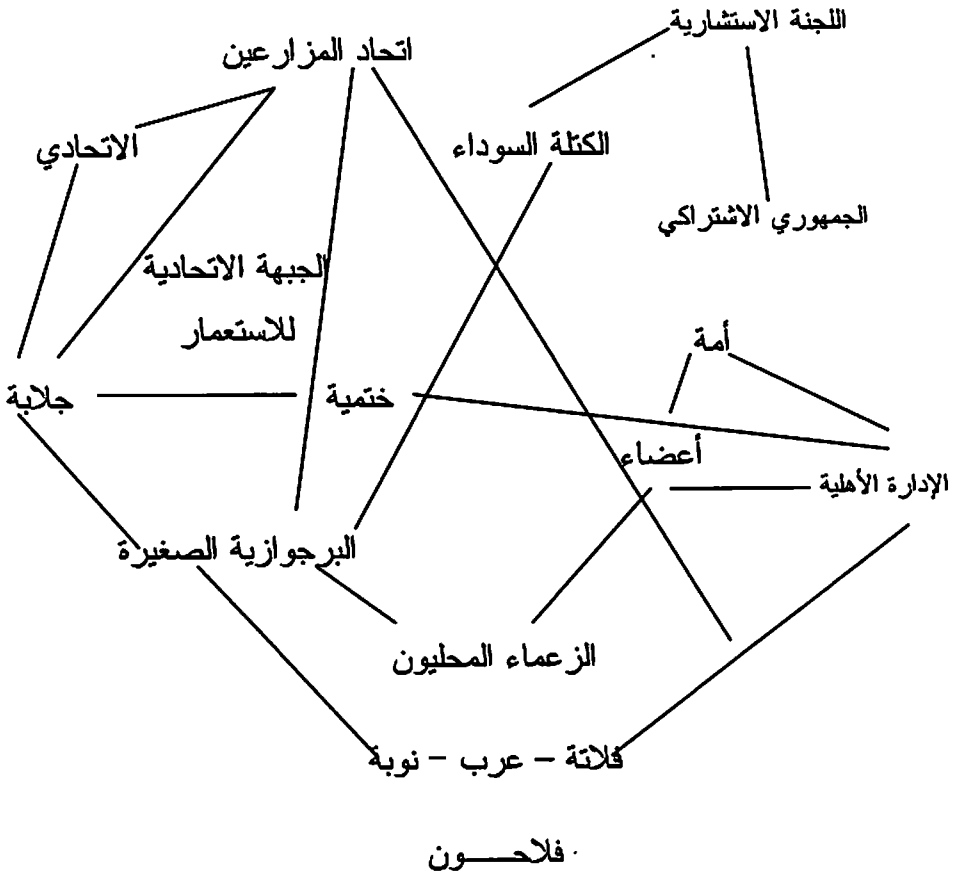 اللجنة الاستشارية
اتحاد المزارعين
الكتلة السوداء
الاتحادي
الجمهوري الاشتراكي
الجبهة الاتحادية
للاستعمار
أمة
ختمية
جلابة
أعضاء
الإدارة الأهلية
البرجوازية الصغيرة
الزعماء المحليون
فلاتة – عرب – نوبة
فلاحـــــون